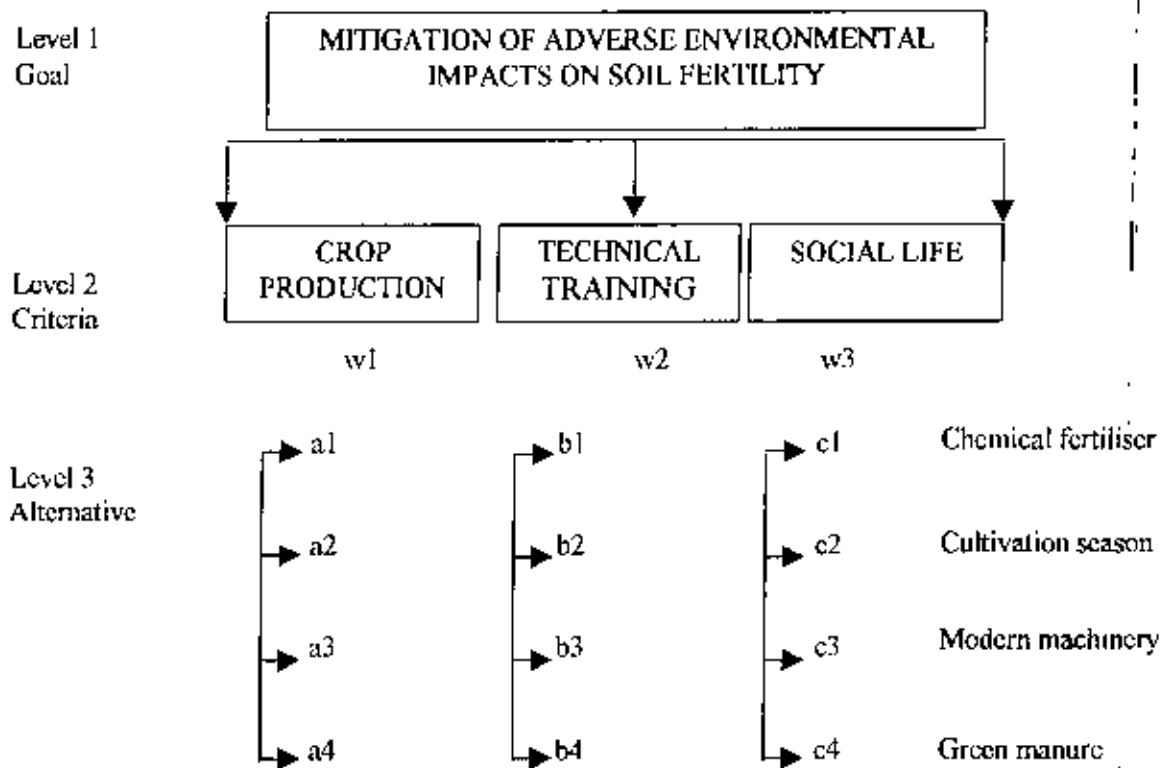 Level 1
Goal
MITIGATION OF ADVERSE ENVIRONMENTAL
IMPACTS ON SOIL FERTILITY
Level 2
Criteria
CROP
PRODUCTION
TECHNICAL
TRAINING
SOCIAL LIFE
w1 w2 w3
Level 3
Alternative
a1 b1 c1 Chemical fertiliser
a2 b2 c2 Cultivation season
a3 b3 c3 Modern machinery
a4 b4 c4 Green manure